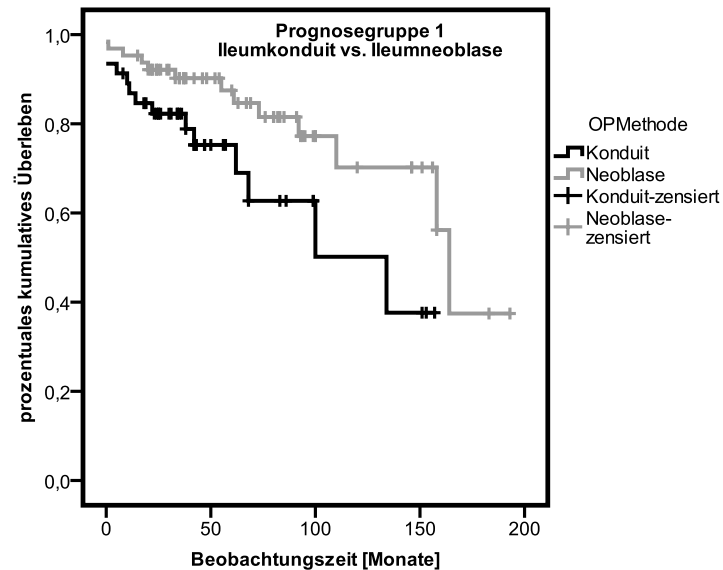 Prognosegruppe 1
Ileumkonduit vs. Ileumneoblase
prozentuales kumulatives Überleben
1,0
0,8
0,6
0,4
0,2
0,0
0
50
100
150
200
Beobachtungszeit [Monate]
OPMethode
Konduit
Neoblase
Konduit-zensiert
Neoblase-
zensiert